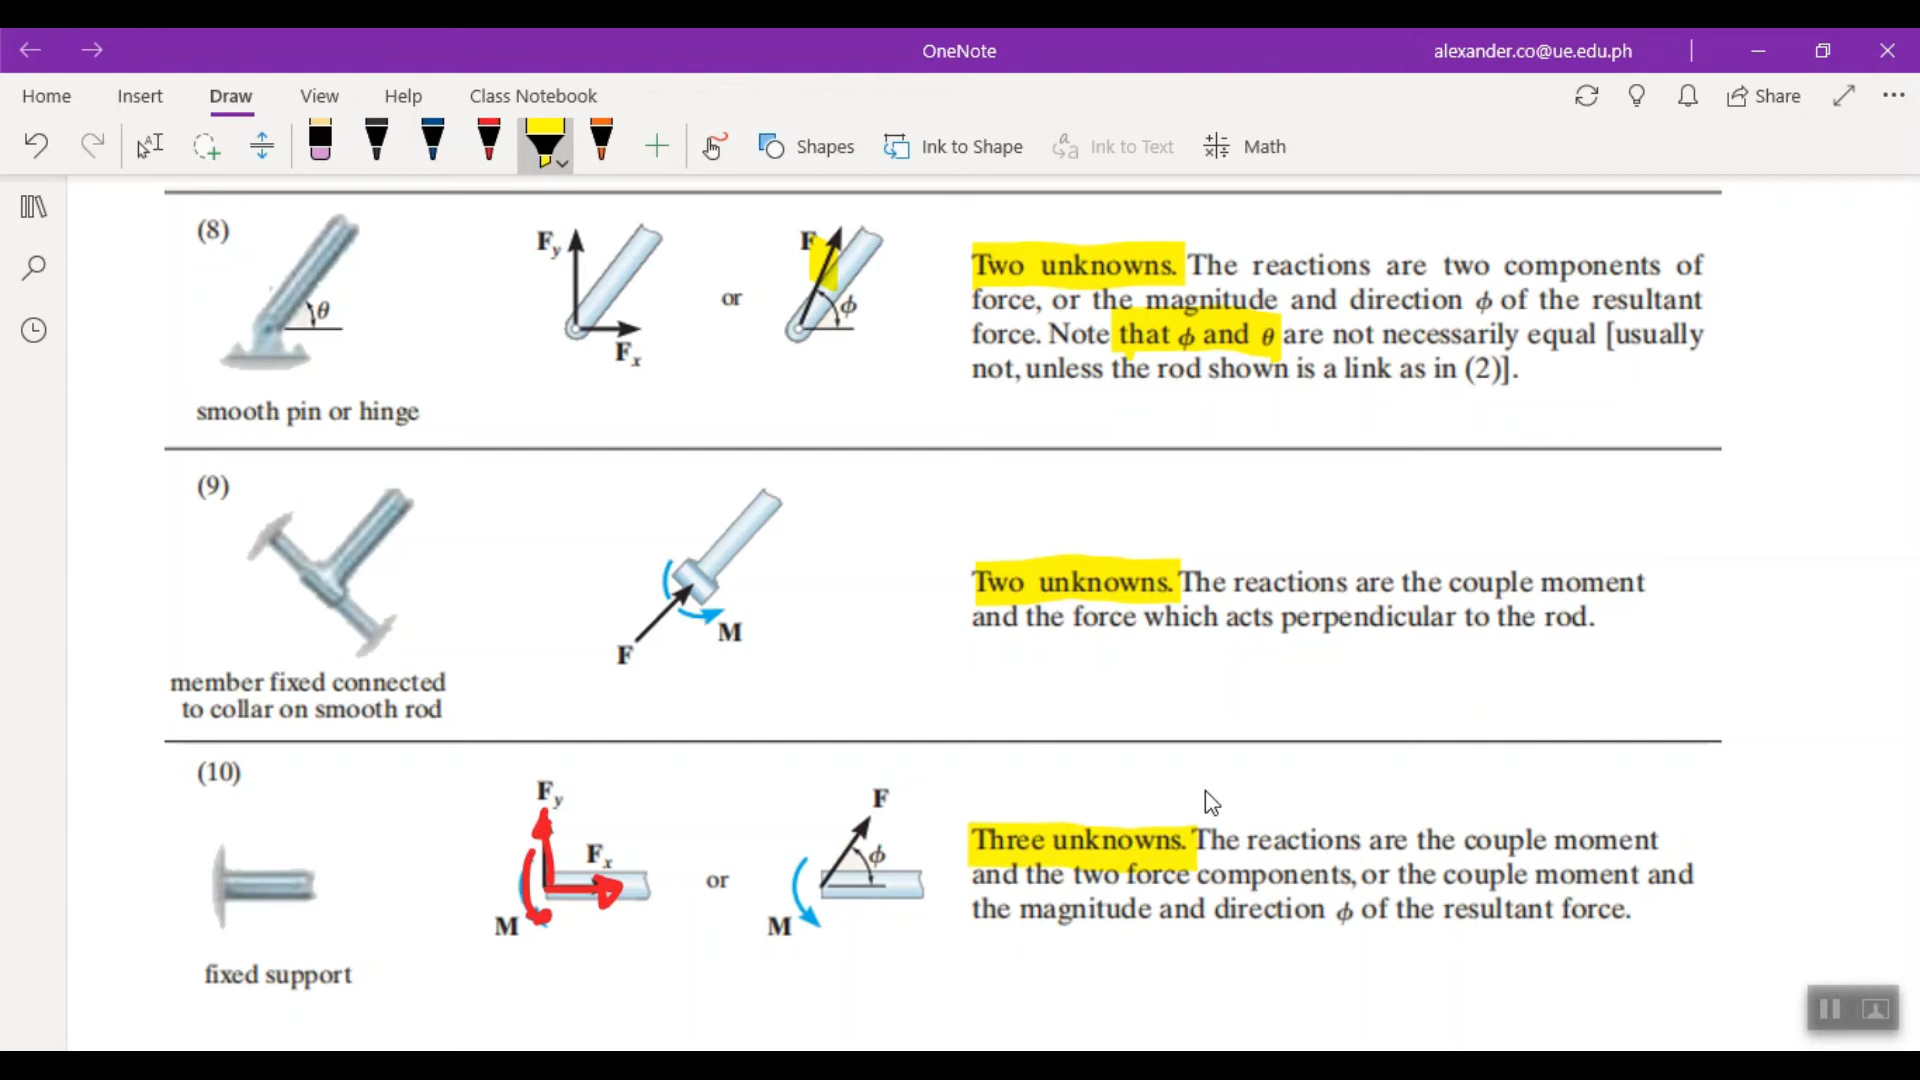 OneNote
alexander.co@ue.edu.ph
Home Insert Draw View Help Class Notebook
Share
Shapes Ink to Shape Ink to Text Math
(8)
θ
smooth pin or hinge
Fy
Fx
or
F
ϕ
Two unknowns. The reactions are two components of
force, or the magnitude and direction ϕ of the resultant
force. Note that ϕ and θ are not necessarily equal [usually
not, unless the rod shown is a link as in (2)].
(9)
member fixed connected
to collar on smooth rod
F
M
Two unknowns. The reactions are the couple moment
and the force which acts perpendicular to the rod.
(10)
fixed support
Fy
Fx
M
or
F
ϕ
M
Three unknowns. The reactions are the couple moment
and the two force components, or the couple moment and
the magnitude and direction ϕ of the resultant force.